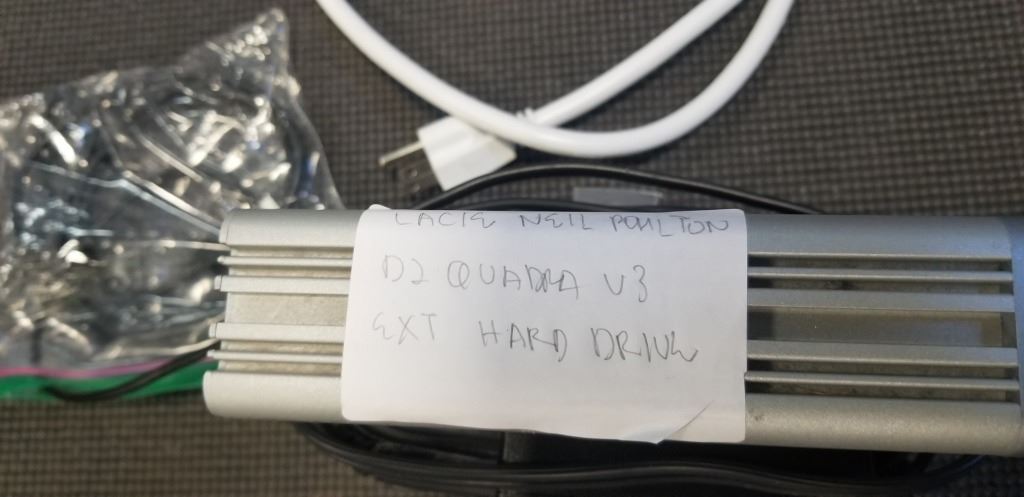 LACIE NEIL POULTON
D2 QUADRA V3
EXT HARD DRIVE